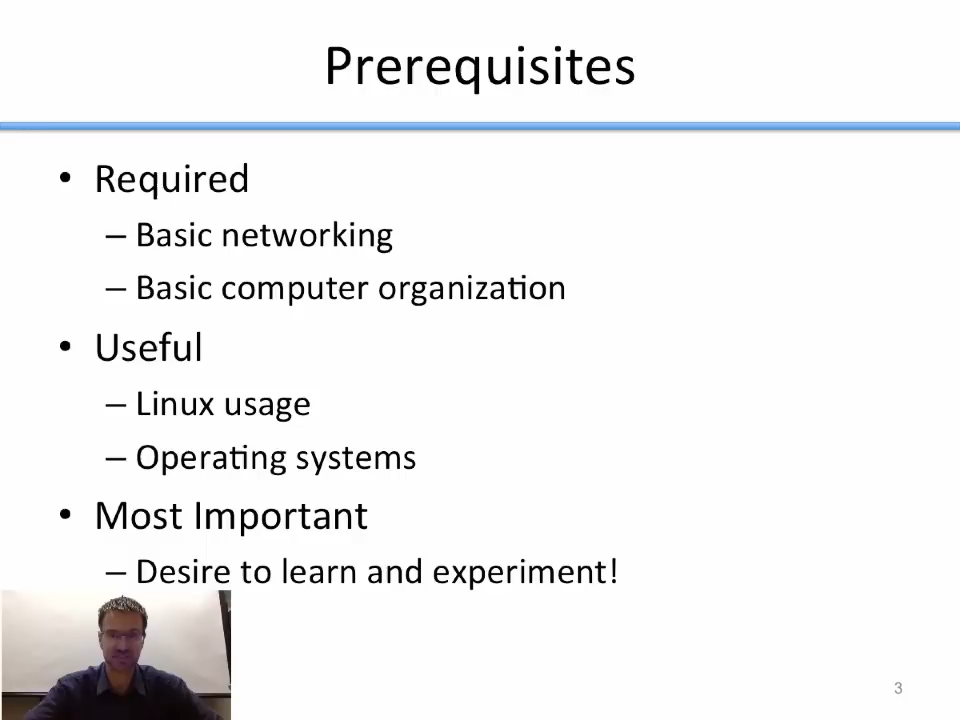 Prerequisites
• Required
– Basic networking
– Basic computer organization
• Useful
– Linux usage
– Operating systems
• Most Important
– Desire to learn and experiment!
3